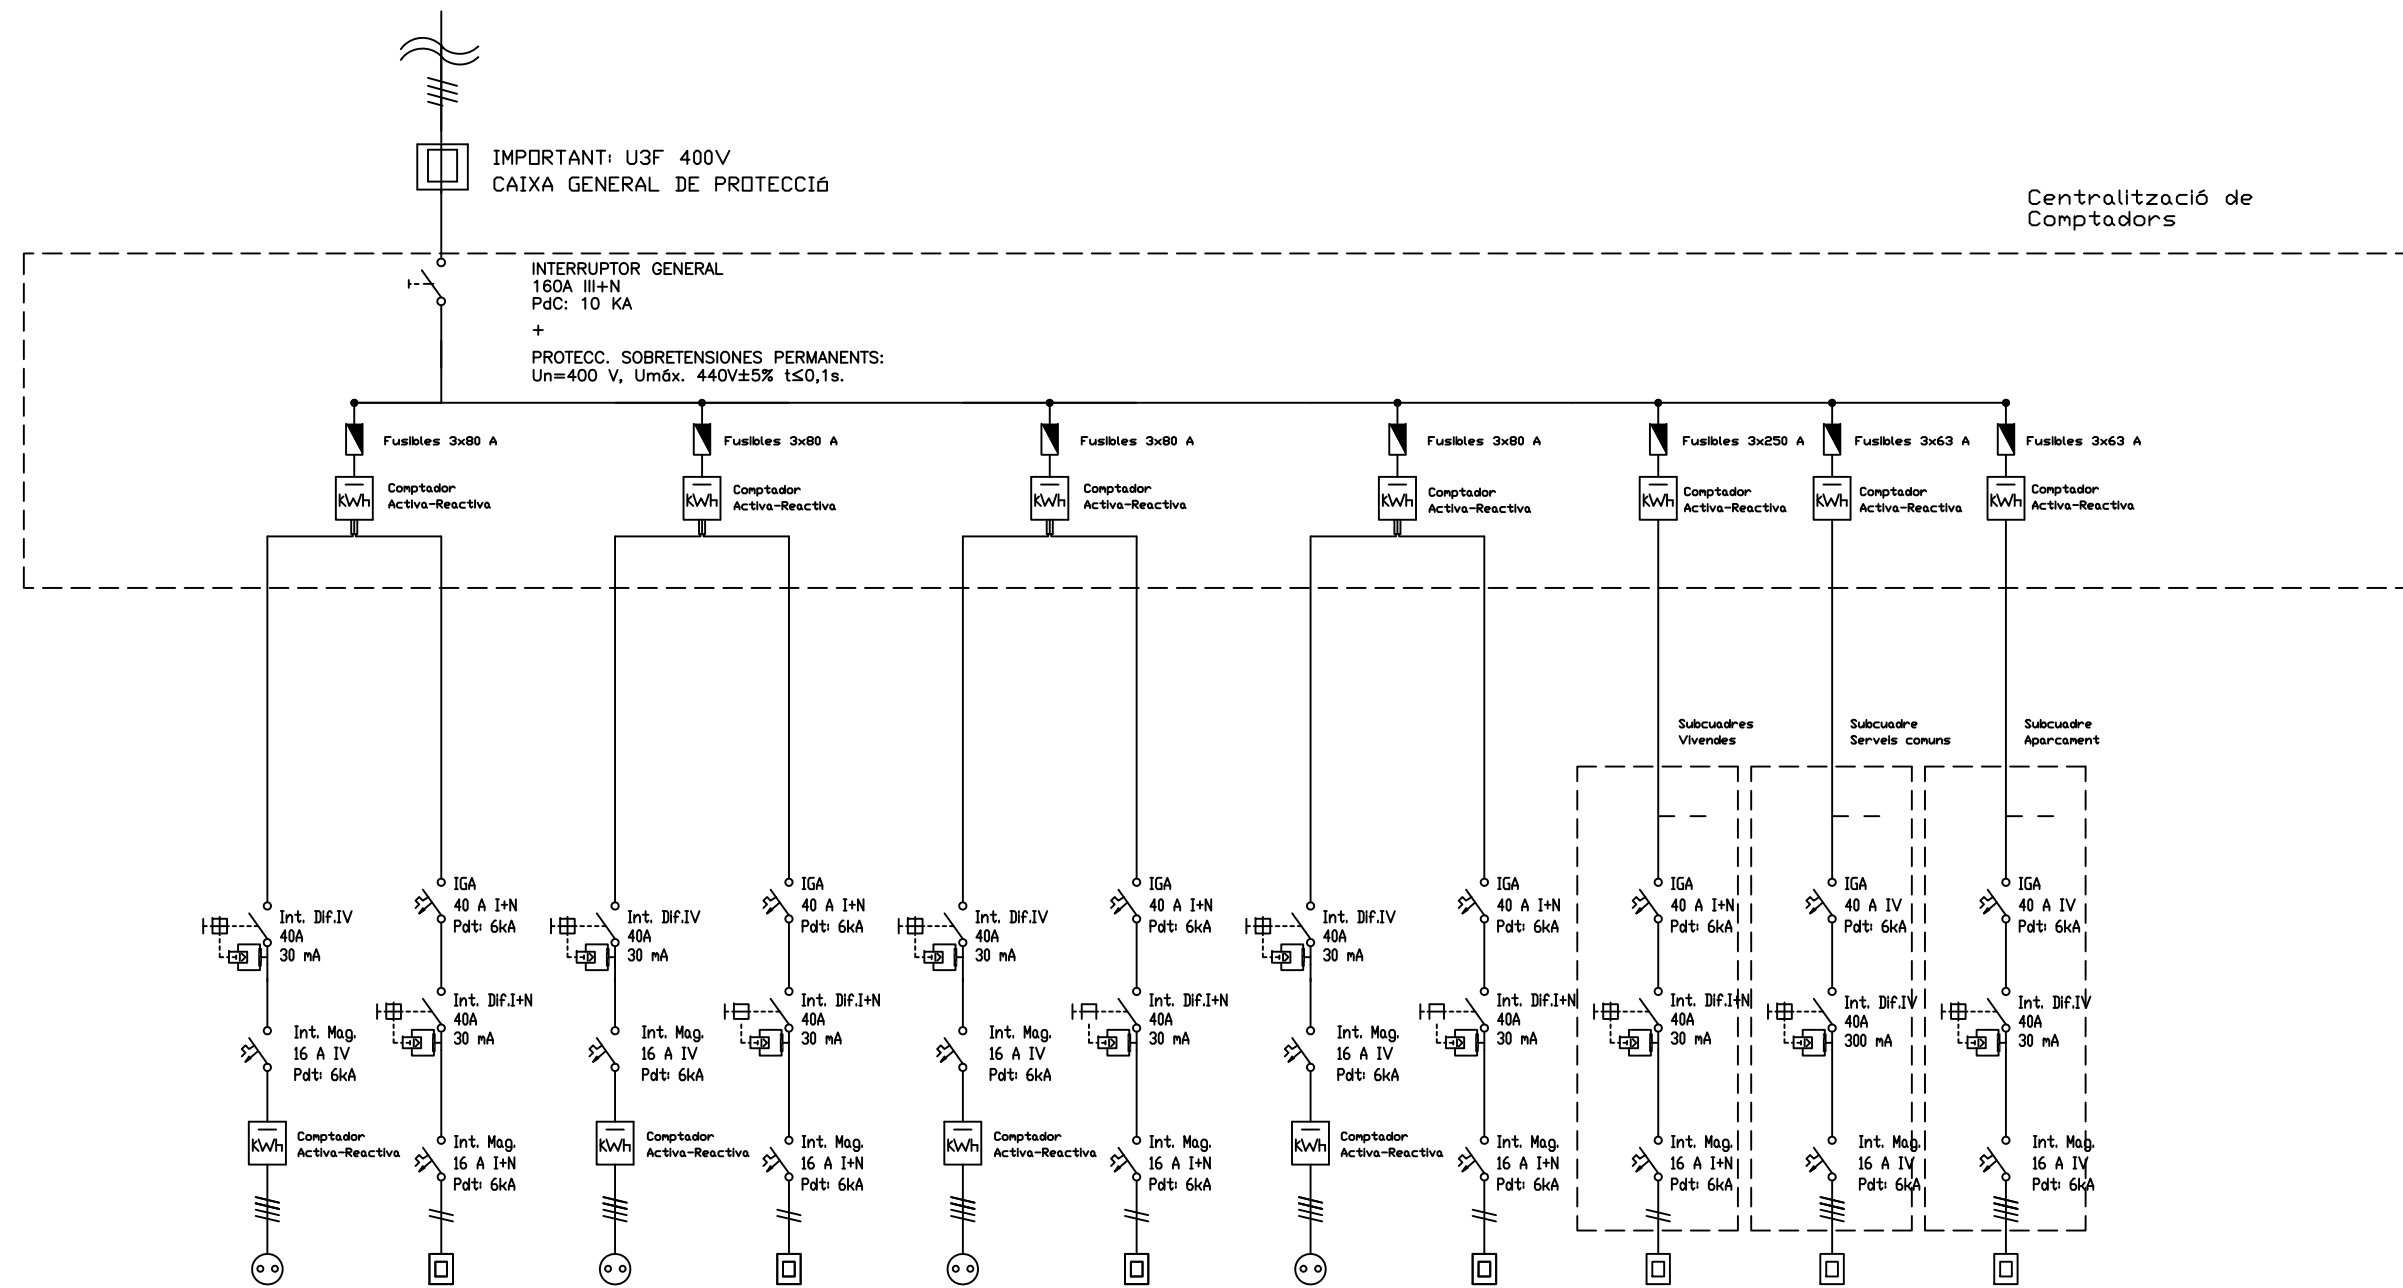 IMPORTANT: U3F 400V
CAIXA GENERAL DE PROTECCIó
Centralització de
Comptadors
INTERRUPTOR GENERAL
160A III+N
PdC: 10 KA
+
PROTECC. SOBRETENSIONES PERMANENTS:
Un=400 V, Umáx. 440V±5% t≤0,1s.
Fusibles 3x80 A
Fusibles 3x80 A
Fusibles 3x80 A
Fusibles 3x80 A
Fusibles 3x250 A
Fusibles 3x63 A
Fusibles 3x63 A
KWh
Comptador
Activa-Reactiva
KWh
Comptador
Activa-Reactiva
KWh
Comptador
Activa-Reactiva
KWh
Comptador
Activa-Reactiva
KWh
Comptador
Activa-Reactiva
KWh
Comptador
Activa-Reactiva
KWh
Comptador
Activa-Reactiva
Subcuadres
Vivendes
Subcuadre
Serveis comuns
Subcuadre
Aparcament
Int. Dif.IV
40A
30 mA
IGA
40 A I+N
Pdt: 6kA
Int. Dif.IV
40A
30 mA
IGA
40 A I+N
Pdt: 6kA
Int. Dif.IV
40A
30 mA
IGA
40 A I+N
Pdt: 6kA
Int. Dif.IV
40A
30 mA
IGA
40 A I+N
Pdt: 6kA
IGA
40 A I+N
Pdt: 6kA
IGA
40 A IV
Pdt: 6kA
IGA
40 A IV
Pdt: 6kA
Int. Mag.
16 A IV
Pdt: 6kA
Int. Dif.I+N
40A
30 mA
Int. Mag.
16 A IV
Pdt: 6kA
Int. Dif.I+N
40A
30 mA
Int. Mag.
16 A IV
Pdt: 6kA
Int. Dif.I+N
40A
30 mA
Int. Mag.
16 A IV
Pdt: 6kA
Int. Dif.I+N
40A
30 mA
Int. Dif.I+N
40A
30 mA
Int. Dif.IV
40A
300 mA
Int. Dif.IV
40A
30 mA
KWh
Comptador
Activa-Reactiva
Int. Mag.
16 A I+N
Pdt: 6kA
KWh
Comptador
Activa-Reactiva
Int. Mag.
16 A I+N
Pdt: 6kA
KWh
Comptador
Activa-Reactiva
Int. Mag.
16 A I+N
Pdt: 6kA
KWh
Comptador
Activa-Reactiva
Int. Mag.
16 A I+N
Pdt: 6kA
Int. Mag.
16 A I+N
Pdt: 6kA
Int. Mag.
16 A IV
Pdt: 6kA
Int. Mag.
16 A IV
Pdt: 6kA